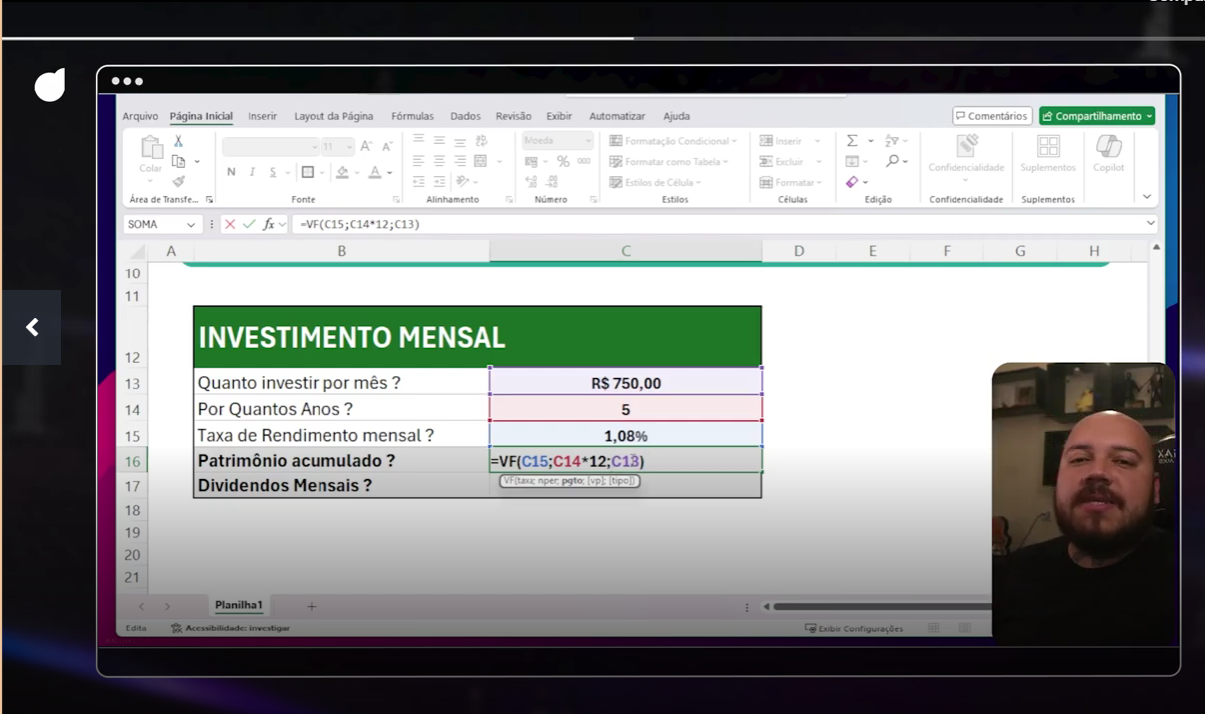 Arquivo Página Inicial Inserir Layout da Página Fórmulas Dados Revisão Exibir Automatizar Ajuda Comentários Compartilhamento
Colar
11
Moeda
Formatação Condicional
Inserir
Formatar como Tabela
Excluir
Confidencialidade Suplementos Copilot
N I S
Estilos de Célula
Formatar
Área de Transfe... Fonte Alinhamento Número Estilos Células Edição Confidencialidade Suplementos
SOMA fx =VF(C15;C14*12;C13)
A B C D E F G H
10
11
12 INVESTIMENTO MENSAL
13 Quanto investir por mês ? R$ 750,00
14 Por Quantos Anos ? 5
15 Taxa de Rendimento mensal ? 1,08%
16 Patrimônio acumulado ? =VF(C15;C14*12;C13)
VF(taxa; nper; pgto; [vp]; [tipo])
17 Dividendos Mensais ?
18
19
20
21
Planilha1
Edita Acessibilidade: investigar Exibir Configurações